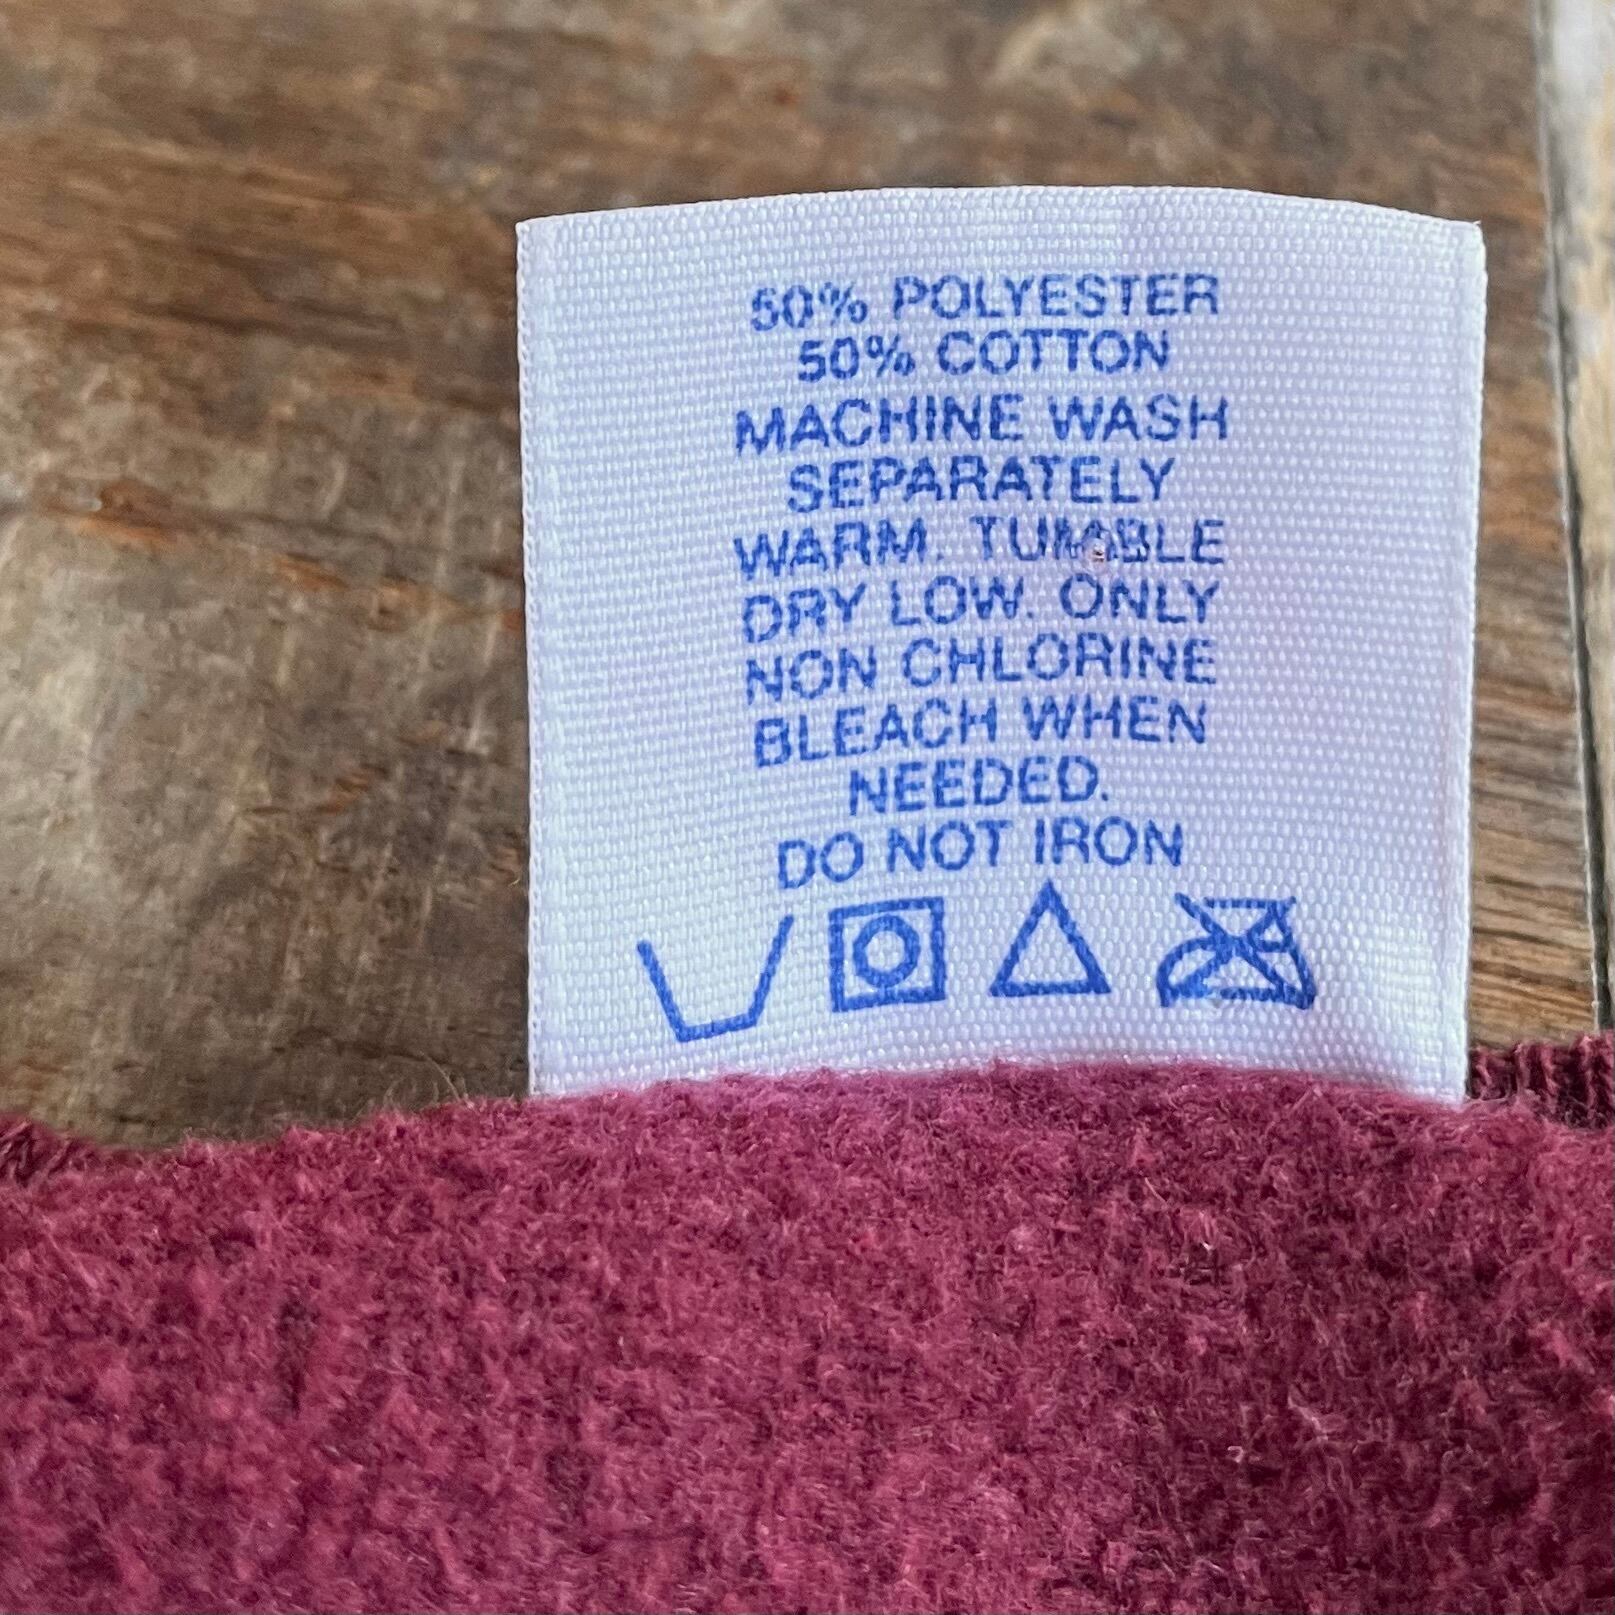 50% POLYESTER
50% COTTON
MACHINE WASH
SEPARATELY
WARM. TUMBLE
DRY LOW. ONLY
NON CHLORINE
BLEACH WHEN
NEEDED.
DO NOT IRON